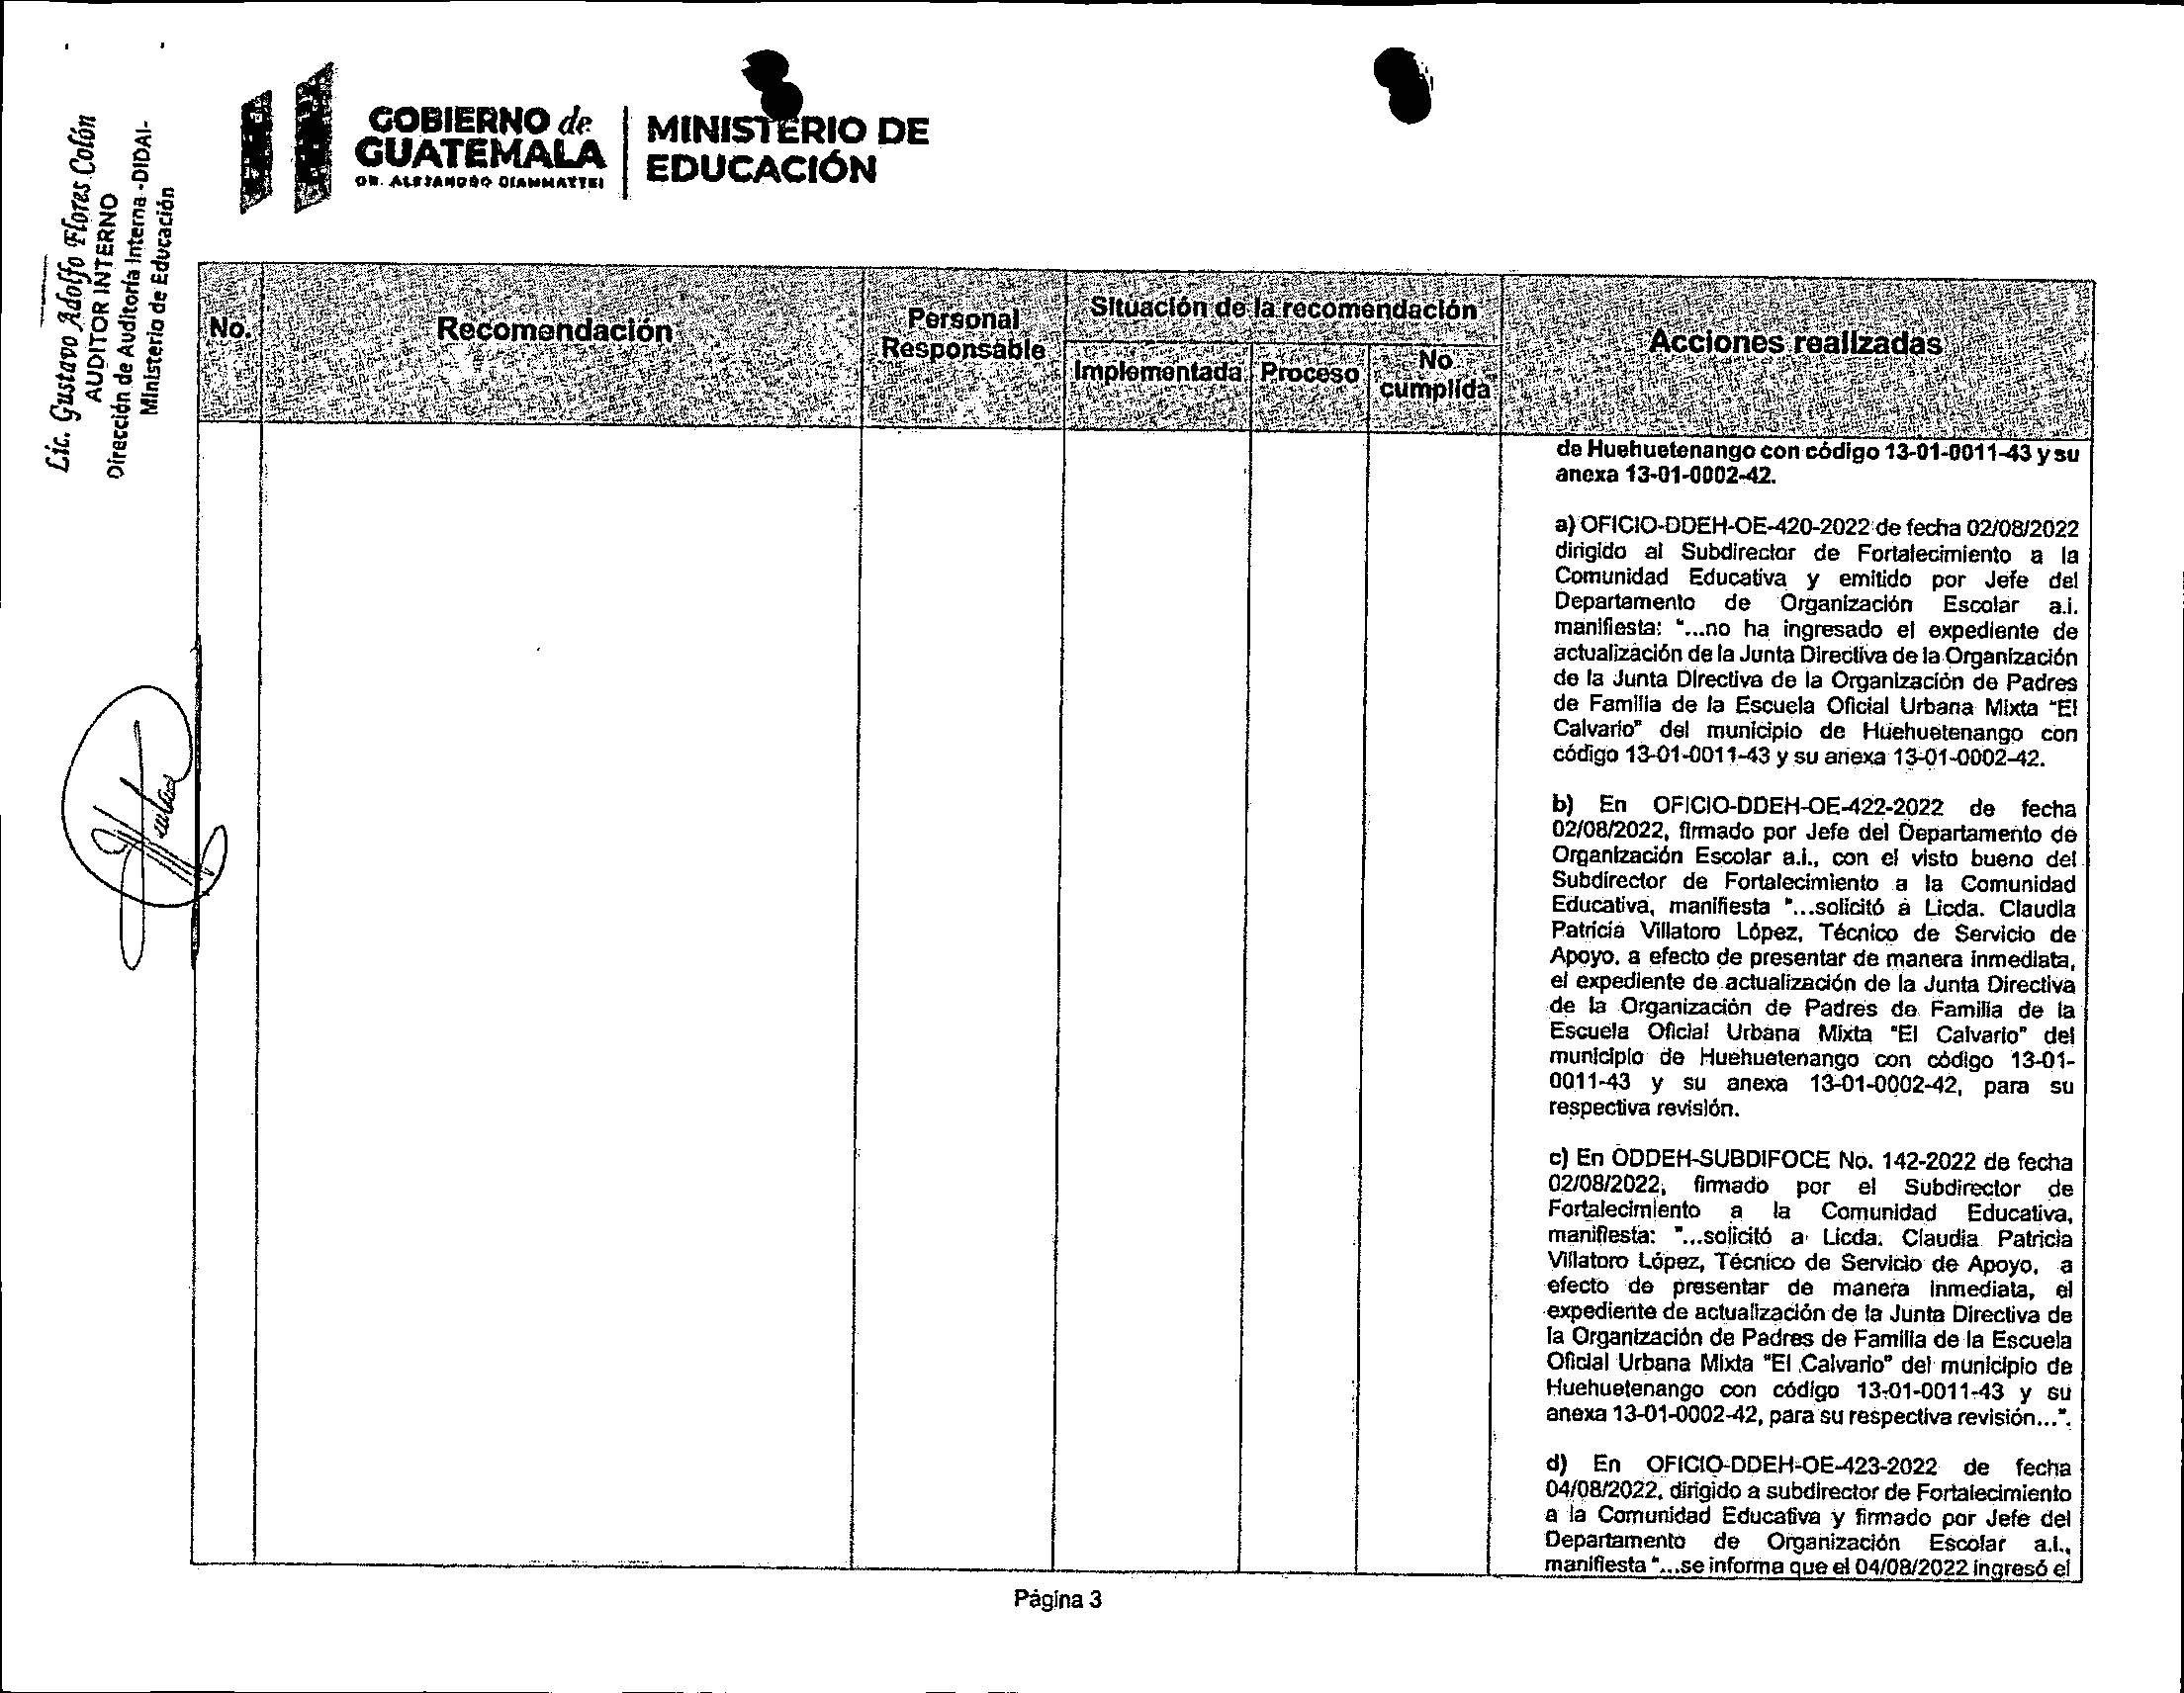 Lic. Gustavo Adolfo Flores Colón
AUDITOR INTERNO
Dirección de Auditoría Interna -DIDAI-
Ministerio de Educación
GOBIERNO de
GUATEMALA
DR. ALEJANDRO GIAMMATTEI
MINISTERIO DE
EDUCACIÓN
No.
Recomendación
Personal
Responsable
Situación de la recomendación
Implementada
Proceso
No
cumplida
Acciones realizadas
de Huehuetenango con código 13-01-0011-43 y su
anexa 13-01-0002-42.
a) OFICIO-DDEH-OE-420-2022 de fecha 02/08/2022
dirigido al Subdirector de Fortalecimiento a la
Comunidad Educativa y emitido por Jefe del
Departamento de Organización Escolar a.i.
manifiesta: "...no ha ingresado el expediente de
actualización de la Junta Directiva de la Organización
de la Junta Directiva de la Organización de Padres
de Familia de la Escuela Oficial Urbana Mixta "El
Calvario" del municipio de Huehuetenango con
código 13-01-0011-43 y su anexa 13-01-0002-42.
b) En OFICIO-DDEH-OE-422-2022 de fecha
02/08/2022, firmado por Jefe del Departamento de
Organización Escolar a.i., con el visto bueno del
Subdirector de Fortalecimiento a la Comunidad
Educativa, manifiesta "...solicitó a Licda. Claudia
Patricia Villatoro López, Técnico de Servicio de
Apoyo, a efecto de presentar de manera inmediata,
el expediente de actualización de la Junta Directiva
de la Organización de Padres de Familia de la
Escuela Oficial Urbana Mixta "El Calvario" del
municipio de Huehuetenango con código 13-01-
0011-43 y su anexa 13-01-0002-42, para su
respectiva revisión.
c) En ODDEH-SUBDIFOCE No. 142-2022 de fecha
02/08/2022, firmado por el Subdirector de
Fortalecimiento a la Comunidad Educativa,
manifiesta: "...solicitó a Licda. Claudia Patricia
Villatoro López, Técnico de Servicio de Apoyo, a
efecto de presentar de manera inmediata, el
expediente de actualización de la Junta Directiva de
la Organización de Padres de Familia de la Escuela
Oficial Urbana Mixta "El Calvario" del municipio de
Huehuetenango con código 13-01-0011-43 y su
anexa 13-01-0002-42, para su respectiva revisión...".
d) En OFICIO-DDEH-OE-423-2022 de fecha
04/08/2022, dirigido a subdirector de Fortalecimiento
a la Comunidad Educativa y firmado por Jefe del
Departamento de Organización Escolar a.i.,
manifiesta "...se informa que el 04/08/2022 ingresó el
Página 3